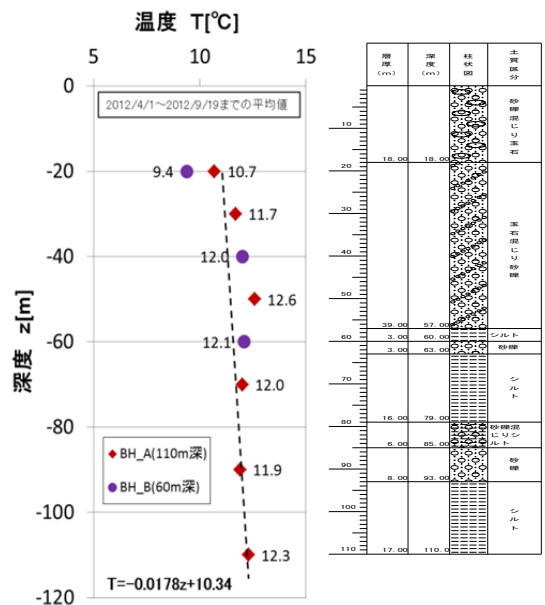 温度 T[℃]
5 10 15
0
-20
-40
-60
-80
-100
-120
深度 z[m]
2012/4/1～2012/9/19までの平均値
9.4
10.7
11.7
12.0
12.6
12.1
12.0
11.9
12.3
BH_A(110m深)
BH_B(60m深)
T=-0.0178z+10.34
層厚(m)
深度(m)
柱状図
土質区分
10
18.00 18.00
砂礫混じり玉石
20
30
40
50
39.00 57.00
玉石混じり砂礫
60
3.00 60.00
シルト
3.00 63.00
砂礫
70
16.00 79.00
シルト
80
6.00 85.00
砂礫混
じりシ
ルト
90
8.00 93.00
砂礫
100
110
17.00 110.0
シルト